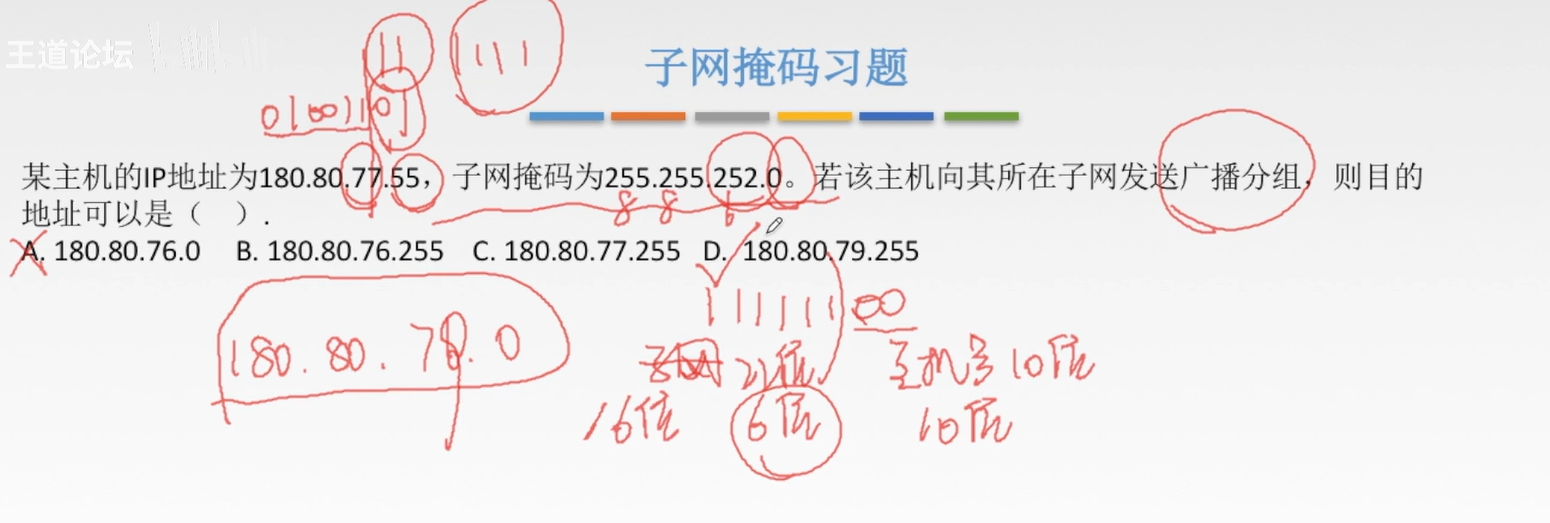 王道论坛
11 111
子网掩码习题
01001101
某主机的IP地址为180.80.77.55，子网掩码为255.255.252.0。若该主机向其所在子网发送广播分组，则目的
地址可以是（ ）.
8 8 6
A. 180.80.76.0 B. 180.80.76.255 C. 180.80.77.255 D. 180.80.79.255
111111 00
180.80.79.0
22位 主机号10位
16位 6位 10位